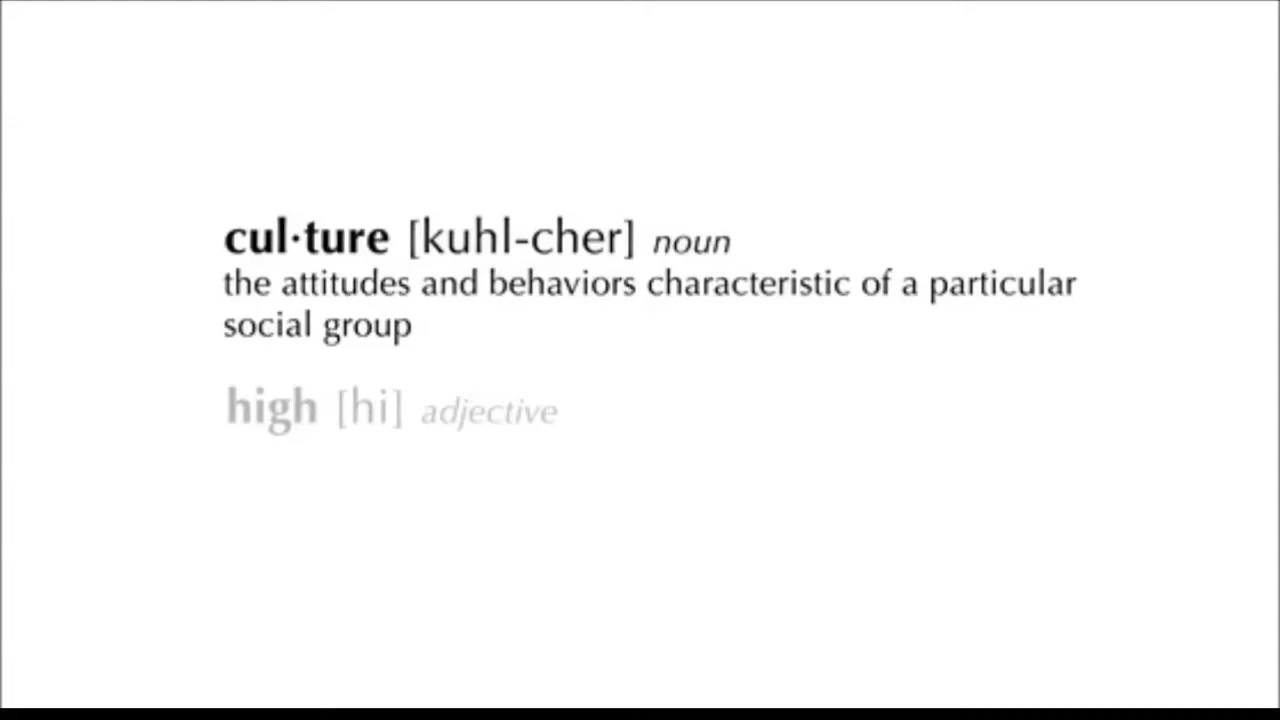 cul·ture [kuhl-cher] noun
the attitudes and behaviors characteristic of a particular
social group
high [hi] adjective